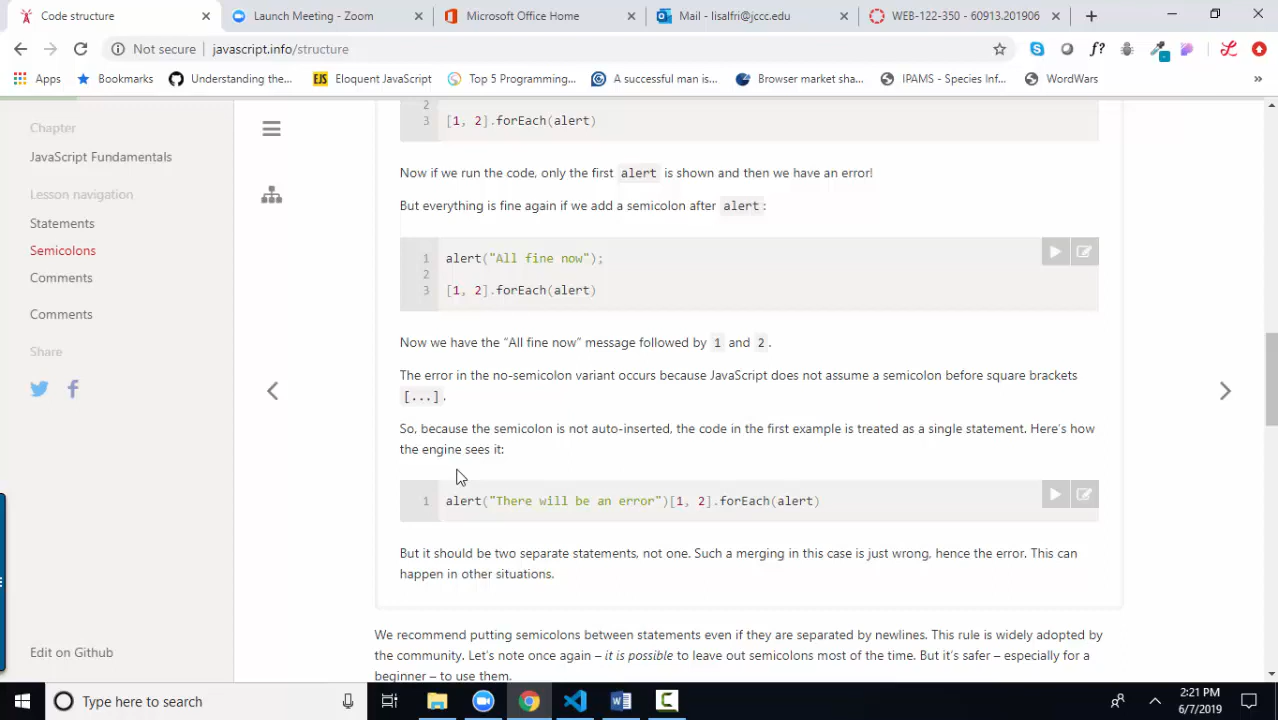 Code structure
Launch Meeting - Zoom
Microsoft Office Home
Mail - lisalfri@jccc.edu
WEB-122-350 - 60913.201906
Not secure
javascript.info/structure
f?
Apps
Bookmarks
Understanding the...
EJS
Eloquent JavaScript
Top 5 Programming...
A successful man is...
Browser market sha...
IPAMS - Species Inf...
WordWars
»
Chapter
JavaScript Fundamentals
Lesson navigation
Statements
Semicolons
Comments
Comments
Share
Edit on Github
2
3 [1, 2].forEach(alert)
Now if we run the code, only the first alert is shown and then we have an error!
But everything is fine again if we add a semicolon after alert:
1 alert("All fine now");
2
3 [1, 2].forEach(alert)
Now we have the "All fine now" message followed by 1 and 2.
The error in the no-semicolon variant occurs because JavaScript does not assume a semicolon before square brackets
[...].
So, because the semicolon is not auto-inserted, the code in the first example is treated as a single statement. Here's how
the engine sees it:
1 alert("There will be an error")[1, 2].forEach(alert)
But it should be two separate statements, not one. Such a merging in this case is just wrong, hence the error. This can
happen in other situations.
We recommend putting semicolons between statements even if they are separated by newlines. This rule is widely adopted by
the community. Let's note once again – it is possible to leave out semicolons most of the time. But it's safer – especially for a
beginner – to use them.
Type here to search
2:21 PM
6/7/2019